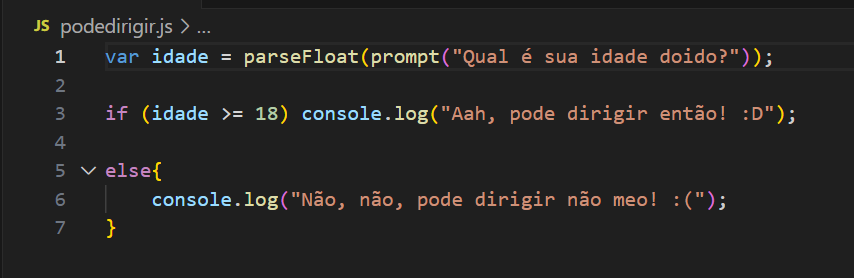 JS podedirigir.js > ...
1 var idade = parseFloat(prompt("Qual é sua idade doido?"));
2
3 if (idade >= 18) console.log("Aah, pode dirigir então! :D");
4
5 else{
6 console.log("Não, não, pode dirigir não meo! :(");
7 }